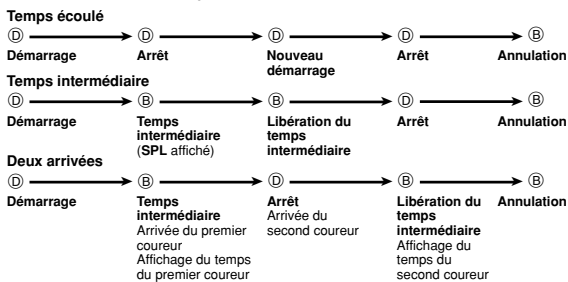 Temps écoulé
Ⓓ Ⓓ Ⓓ Ⓓ Ⓑ
Démarrage Arrêt Nouveau démarrage Arrêt Annulation
Temps intermédiaire
Ⓓ Ⓑ Ⓑ Ⓓ Ⓑ
Démarrage Temps intermédiaire (SPL affiché) Libération du temps intermédiaire Arrêt Annulation
Deux arrivées
Ⓓ Ⓑ Ⓓ Ⓑ Ⓑ
Démarrage
Temps
intermédiaire
Arrivée du premier
coureur
Affichage du temps
du premier coureur
Arrêt
Arrivée du
second coureur
Libération du
temps
intermédiaire
Affichage du
temps du
second coureur
Annulation